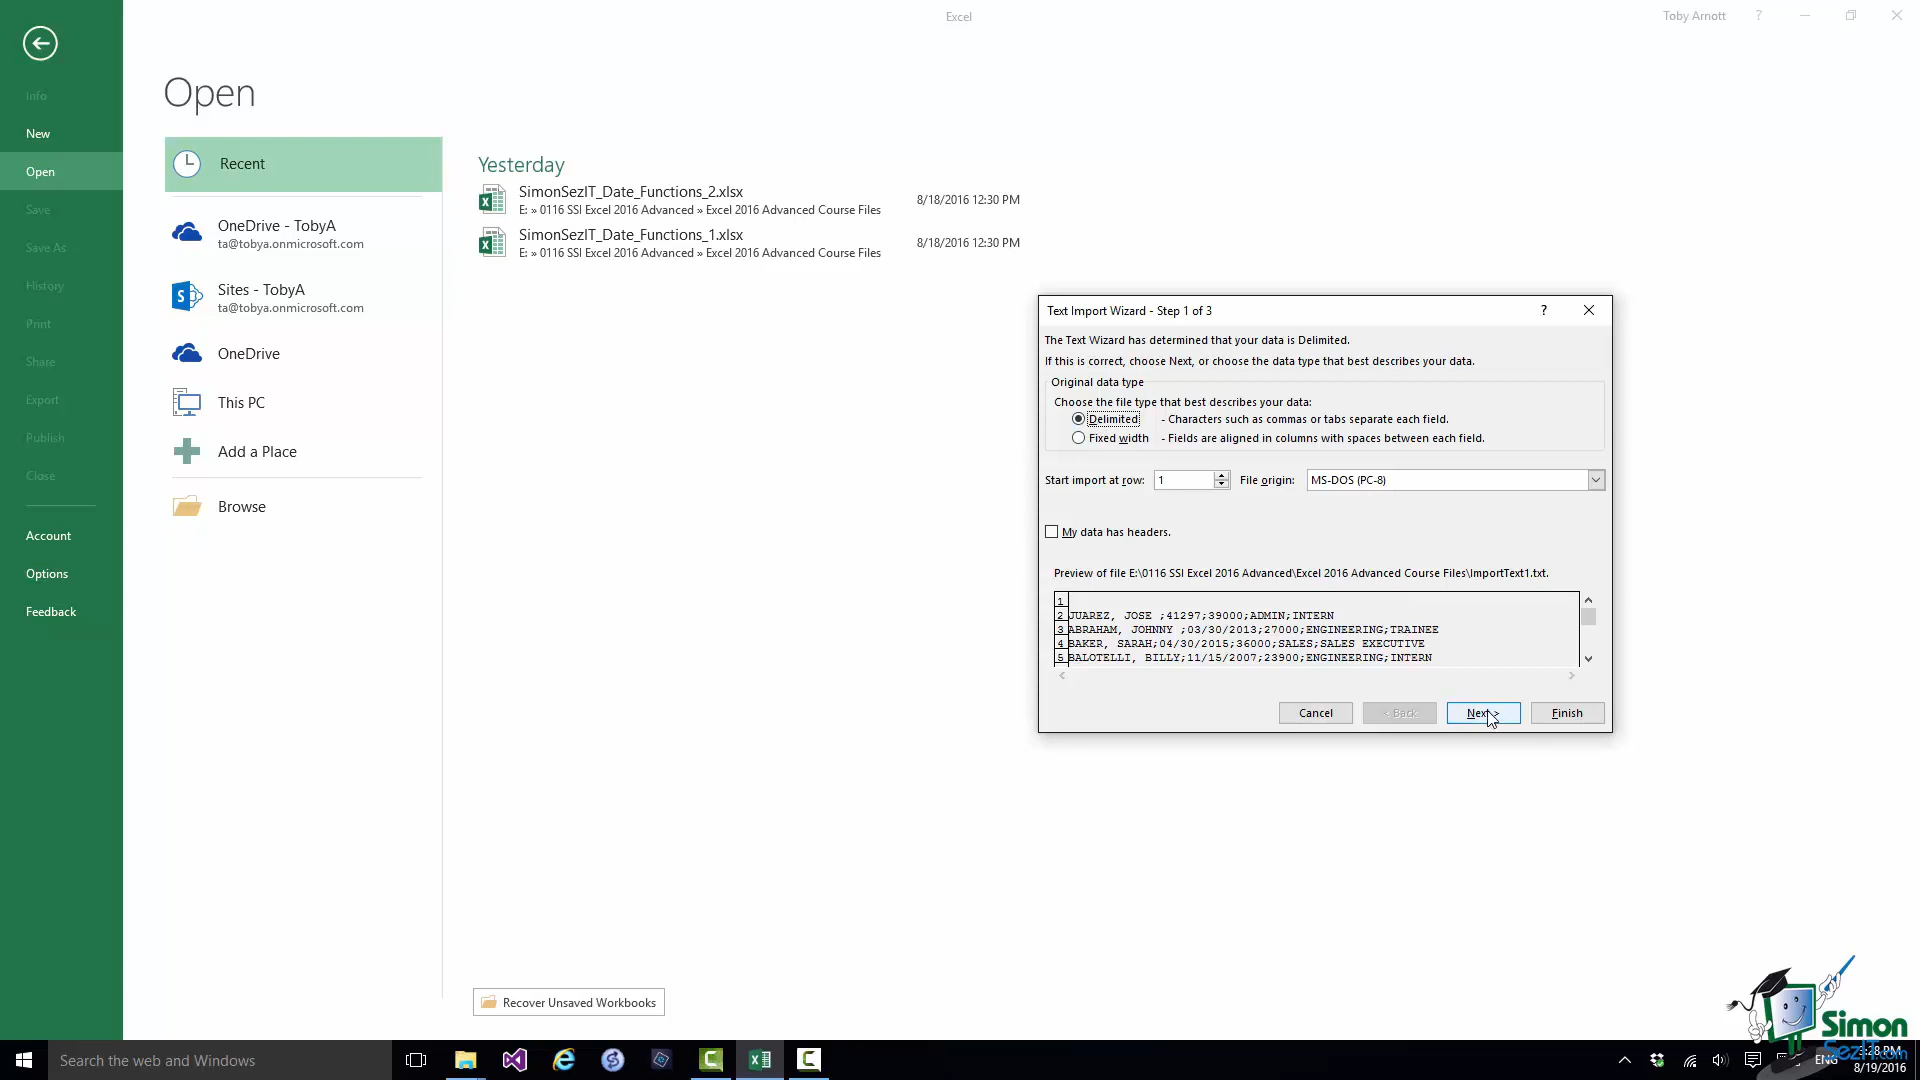 Excel
Toby Arnott
?
Info
New
Open
Save
Save As
History
Print
Share
Export
Publish
Close
Account
Options
Feedback
Open
Recent
OneDrive - TobyA
ta@tobya.onmicrosoft.com
Sites - TobyA
ta@tobya.onmicrosoft.com
OneDrive
This PC
Add a Place
Browse
Yesterday
SimonSezIT_Date_Functions_2.xlsx
E: » 0116 SSI Excel 2016 Advanced » Excel 2016 Advanced Course Files
8/18/2016 12:30 PM
SimonSezIT_Date_Functions_1.xlsx
E: » 0116 SSI Excel 2016 Advanced » Excel 2016 Advanced Course Files
8/18/2016 12:30 PM
Recover Unsaved Workbooks
Text Import Wizard - Step 1 of 3
?
The Text Wizard has determined that your data is Delimited.
If this is correct, choose Next, or choose the data type that best describes your data.
Original data type
Choose the file type that best describes your data:
Delimited - Characters such as commas or tabs separate each field.
Fixed width - Fields are aligned in columns with spaces between each field.
Start import at row: 1 File origin: MS-DOS (PC-8)
My data has headers.
Preview of file E:\0116 SSI Excel 2016 Advanced\Excel 2016 Advanced Course Files\ImportText1.txt.
1
2 JUAREZ, JOSE ;41297;39000;ADMIN;INTERN
3 ABRAHAM, JOHNNY ;03/30/2013;27000;ENGINEERING;TRAINEE
4 BAKER, SARAH;04/30/2015;36000;SALES;SALES EXECUTIVE
5 BALOTELLI, BILLY;11/15/2007;23900;ENGINEERING;INTERN
Cancel
< Back
Next >
Finish
Search the web and Windows
Simon
SezIT.com
ENG
8/19/2016